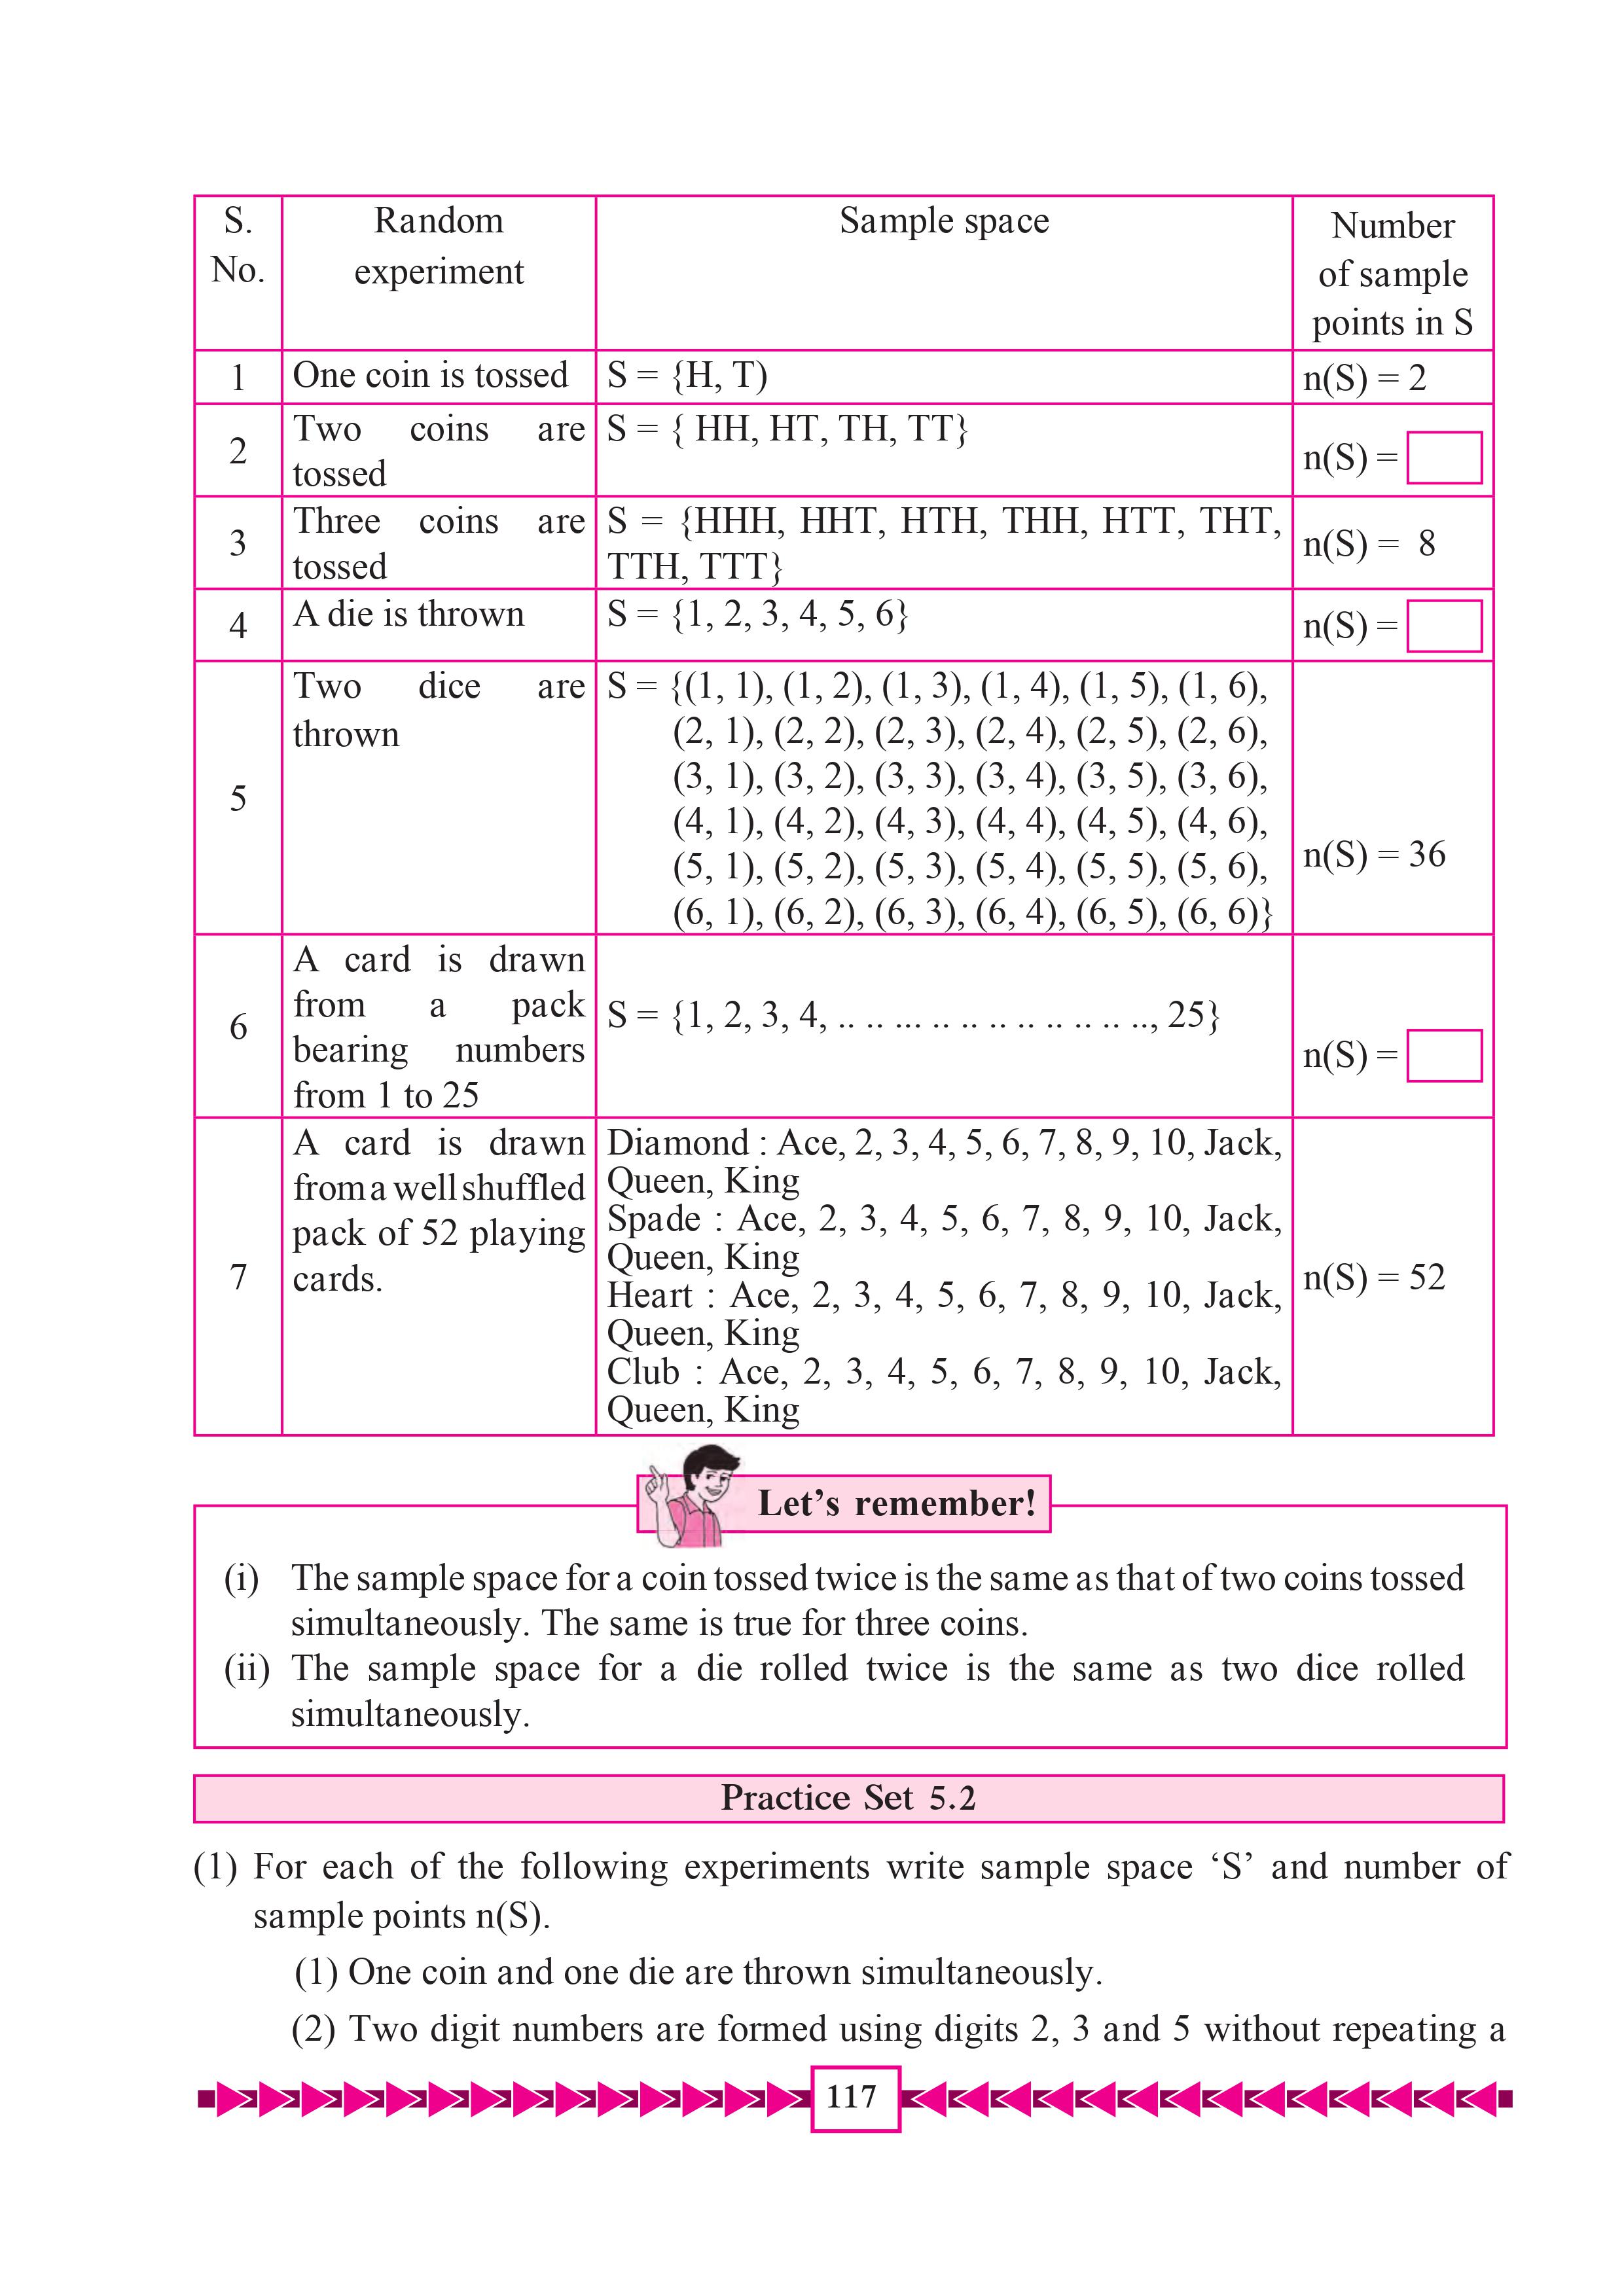 S.
No.
Random
experiment
Sample space
Number
of sample
points in S
1
One coin is tossed
S = {H, T)
n(S) = 2
2
Two coins are
tossed
S = { HH, HT, TH, TT}
n(S) =
3
Three coins are
tossed
S = {HHH, HHT, HTH, THH, HTT, THT,
TTH, TTT}
n(S) = 8
4
A die is thrown
S = {1, 2, 3, 4, 5, 6}
n(S) =
5
Two dice are
thrown
S = {(1, 1), (1, 2), (1, 3), (1, 4), (1, 5), (1, 6),
(2, 1), (2, 2), (2, 3), (2, 4), (2, 5), (2, 6),
(3, 1), (3, 2), (3, 3), (3, 4), (3, 5), (3, 6),
(4, 1), (4, 2), (4, 3), (4, 4), (4, 5), (4, 6),
(5, 1), (5, 2), (5, 3), (5, 4), (5, 5), (5, 6),
(6, 1), (6, 2), (6, 3), (6, 4), (6, 5), (6, 6)}
n(S) = 36
6
A card is drawn
from a pack
bearing numbers
from 1 to 25
S = {1, 2, 3, 4, .. .. ... .. .. .. .. .. .. .. .., 25}
n(S) =
7
A card is drawn
from a well shuffled
pack of 52 playing
cards.
Diamond : Ace, 2, 3, 4, 5, 6, 7, 8, 9, 10, Jack,
Queen, King
Spade : Ace, 2, 3, 4, 5, 6, 7, 8, 9, 10, Jack,
Queen, King
Heart : Ace, 2, 3, 4, 5, 6, 7, 8, 9, 10, Jack,
Queen, King
Club : Ace, 2, 3, 4, 5, 6, 7, 8, 9, 10, Jack,
Queen, King
n(S) = 52
Let's remember!
(i) The sample space for a coin tossed twice is the same as that of two coins tossed
simultaneously. The same is true for three coins.
(ii) The sample space for a die rolled twice is the same as two dice rolled
simultaneously.
Practice Set 5.2
(1) For each of the following experiments write sample space ‘S’ and number of
sample points n(S).
(1) One coin and one die are thrown simultaneously.
(2) Two digit numbers are formed using digits 2, 3 and 5 without repeating a
117